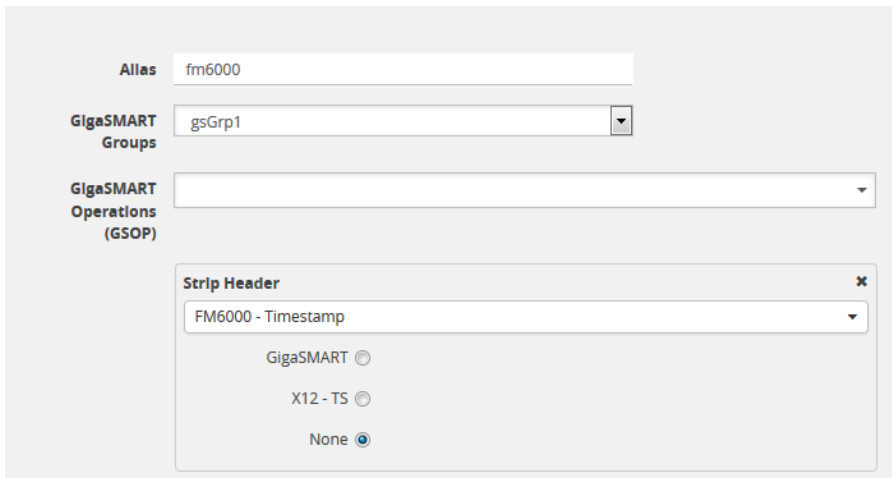 Alias fm6000
GigaSMART Groups gsGrp1
GigaSMART Operations (GSOP)
Strip Header
FM6000 - Timestamp
GigaSMART
X12 - TS
None